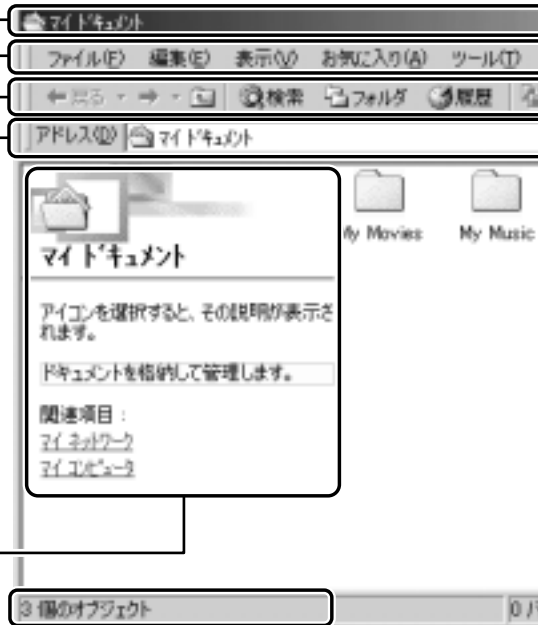 マイ ドキュメント
ファイル(F) 編集(E) 表示(V) お気に入り(A) ツール(T)
戻る 検索 フォルダ 履歴
アドレス(D) マイ ドキュメント
My Movies My Music
マイ ドキュメント
アイコンを選択すると、その説明が表示さ
れます。
ドキュメントを格納して管理します。
関連項目:
マイ ネットワーク
マイ コンピュータ
3 個のオブジェクト 0 バ